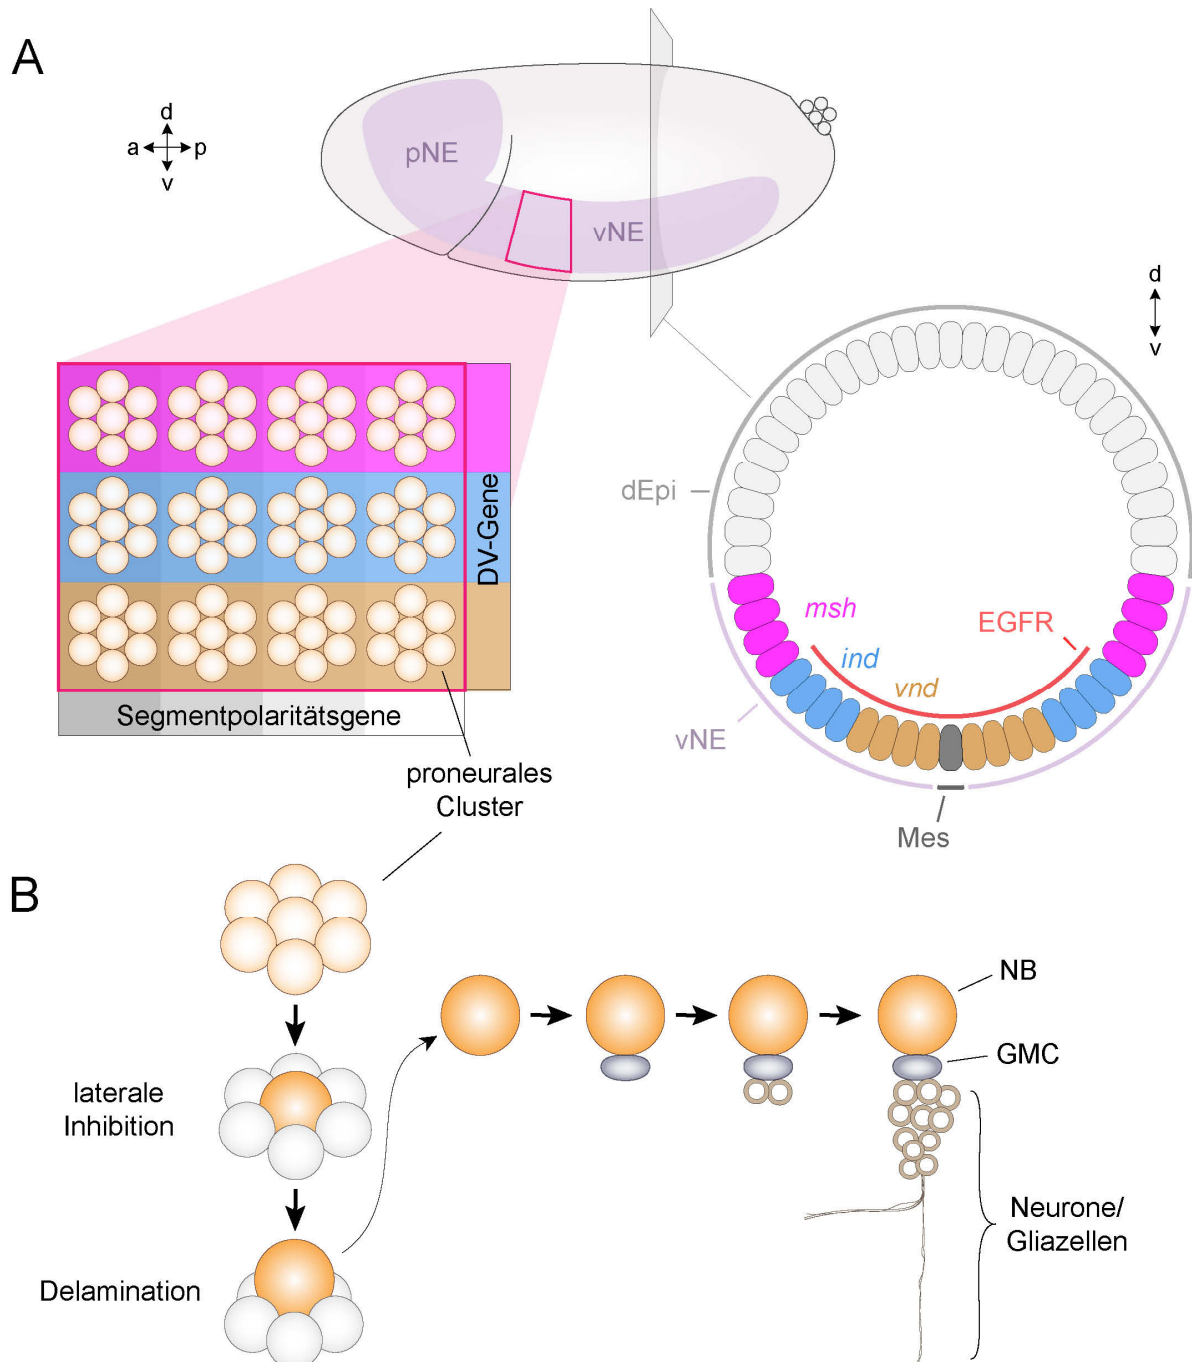 A
d
a
p
v
pNE
vNE
d
v
DV-Gene
dEpi
msh
EGFR
ind
vnd
Segmentpolaritätsgene
vNE
proneurales
Cluster
Mes
B
NB
GMC
laterale
Inhibition
Neurone/
Gliazellen
Delamination